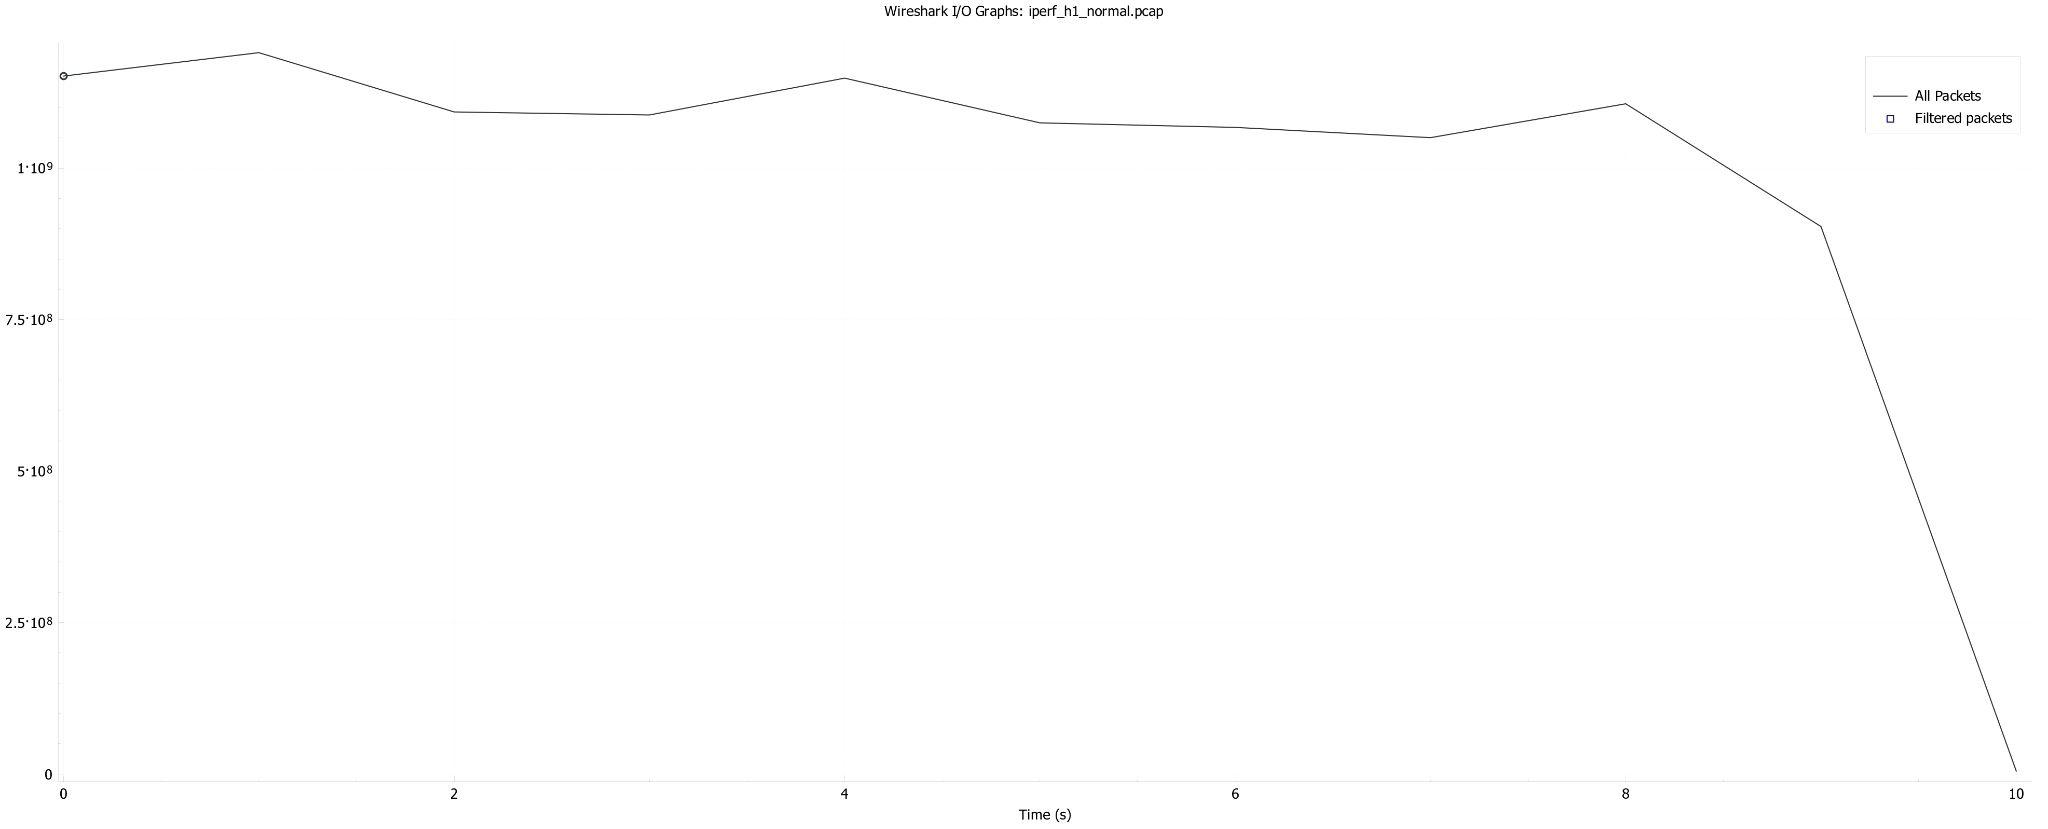 Wireshark I/O Graphs: iperf_h1_normal.pcap
All Packets
Filtered packets
1·10⁹
7.5·10⁸
5·10⁸
2.5·10⁸
0
0 2 4 6 8 10
Time (s)